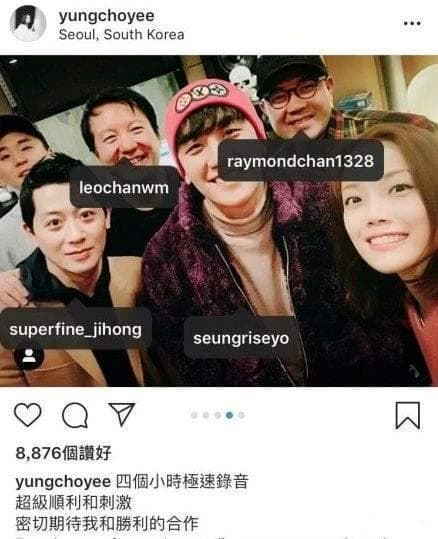 yungchoyee
Seoul, South Korea
raymondchan1328
leochanwm
superfine_jihong
seungriseyo
8,876個讚好
yungchoyee 四個小時極速錄音
超級順利和刺激
密切期待我和勝利的合作